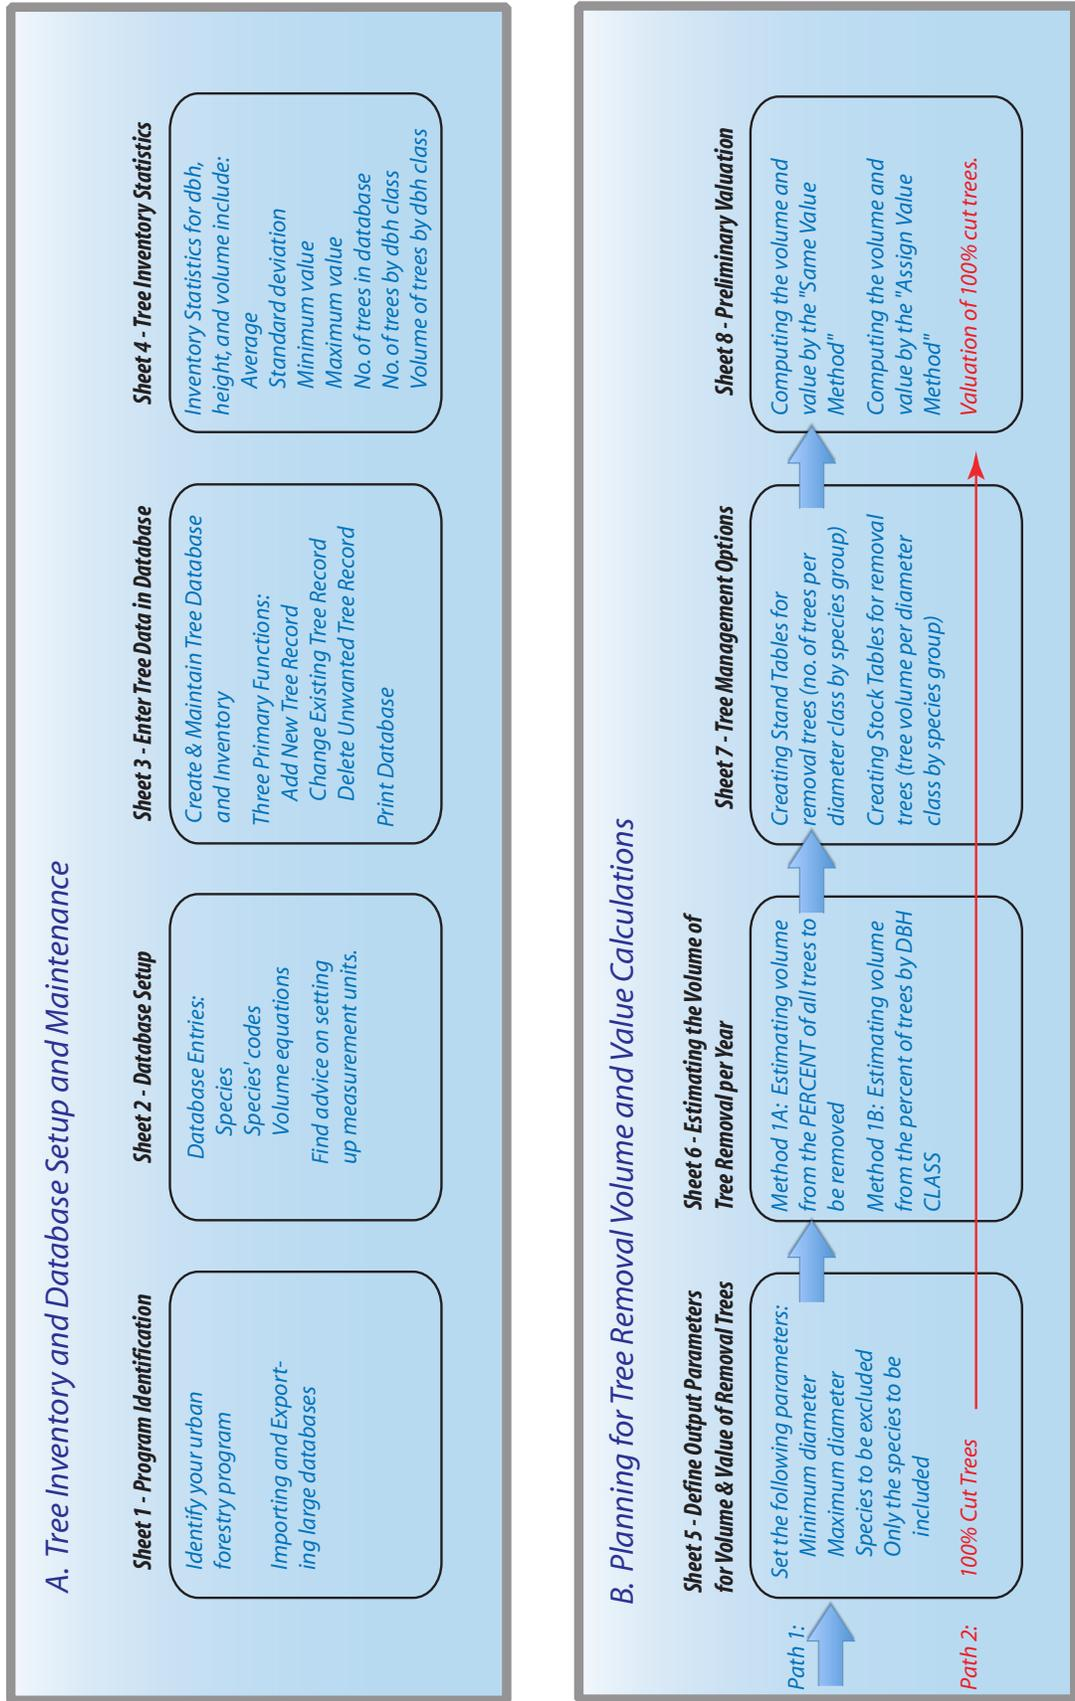 A. Tree Inventory and Database Setup and Maintenance
Sheet 1 - Program Identification
Identify your urban
forestry program
Importing and Export-
ing large databases
Sheet 2 - Database Setup
Database Entries:
Species
Species' codes
Volume equations
Find advice on setting
up measurement units.
Sheet 3 - Enter Tree Data in Database
Create & Maintain Tree Database
and Inventory
Three Primary Functions:
Add New Tree Record
Change Existing Tree Record
Delete Unwanted Tree Record
Print Database
Sheet 4 - Tree Inventory Statistics
Inventory Statistics for dbh,
height, and volume include:
Average
Standard deviation
Minimum value
Maximum value
No. of trees in database
No. of trees by dbh class
Volume of trees by dbh class
B. Planning for Tree Removal Volume and Value Calculations
Path 1:
Path 2:
Sheet 5 - Define Output Parameters
for Volume & Value of Removal Trees
Set the following parameters:
Minimum diameter
Maximum diameter
Species to be excluded
Only the species to be
included
100% Cut Trees
Sheet 6 - Estimating the Volume of
Tree Removal per Year
Method 1A: Estimating volume
from the PERCENT of all trees to
be removed
Method 1B: Estimating volume
from the percent of trees by DBH
CLASS
Sheet 7 - Tree Management Options
Creating Stand Tables for
removal trees (no. of trees per
diameter class by species group)
Creating Stock Tables for removal
trees (tree volume per diameter
class by species group)
Sheet 8 - Preliminary Valuation
Computing the volume and
value by the "Same Value
Method"
Computing the volume and
value by the "Assign Value
Method"
Valuation of 100% cut trees.